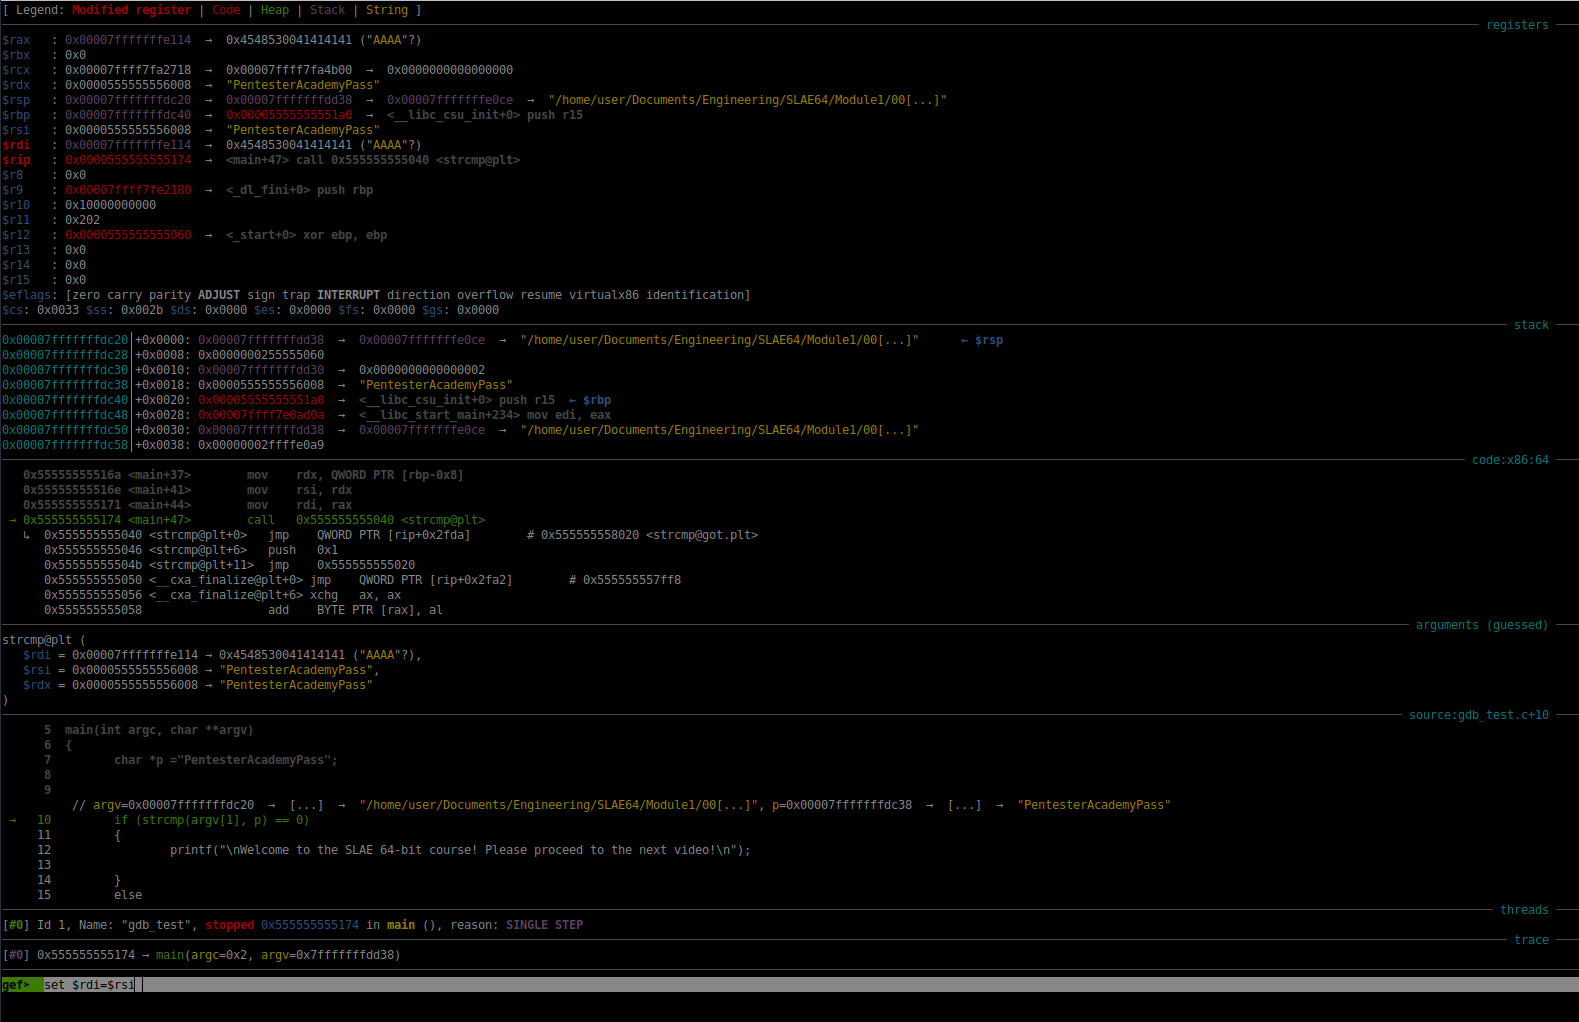 [ Legend: Modified register | Code | Heap | Stack | String ]
registers
$rax   : 0x00007fffffffe114  →  0x4548530041414141 ("AAAA"?)
$rbx   : 0x0
$rcx   : 0x00007ffff7fa2718  →  0x00007ffff7fa4b00  →  0x0000000000000000
$rdx   : 0x0000555555556008  →  "PentesterAcademyPass"
$rsp   : 0x00007fffffffdc20  →  0x00007fffffffdd38  →  0x00007fffffffe0ce  →  "/home/user/Documents/Engineering/SLAE64/Module1/00[...]"
$rbp   : 0x00007fffffffdc40  →  0x00005555555551a0  →  <__libc_csu_init+0> push r15
$rsi   : 0x0000555555556008  →  "PentesterAcademyPass"
$rdi   : 0x00007fffffffe114  →  0x4548530041414141 ("AAAA"?)
$rip   : 0x0000555555555174  →  <main+47> call 0x555555555040 <strcmp@plt>
$r8    : 0x0
$r9    : 0x00007ffff7fe2180  →  <_dl_fini+0> push rbp
$r10   : 0x10000000000
$r11   : 0x202
$r12   : 0x0000555555555060  →  <_start+0> xor ebp, ebp
$r13   : 0x0
$r14   : 0x0
$r15   : 0x0
$eflags: [zero carry parity ADJUST sign trap INTERRUPT direction overflow resume virtualx86 identification]
$cs: 0x0033 $ss: 0x002b $ds: 0x0000 $es: 0x0000 $fs: 0x0000 $gs: 0x0000
stack
0x00007fffffffdc20│+0x0000: 0x00007fffffffdd38  →  0x00007fffffffe0ce  →  "/home/user/Documents/Engineering/SLAE64/Module1/00[...]"      ← $rsp
0x00007fffffffdc28│+0x0008: 0x0000000255555060
0x00007fffffffdc30│+0x0010: 0x00007fffffffdd30  →  0x0000000000000002
0x00007fffffffdc38│+0x0018: 0x0000555555556008  →  "PentesterAcademyPass"
0x00007fffffffdc40│+0x0020: 0x00005555555551a0  →  <__libc_csu_init+0> push r15  ← $rbp
0x00007fffffffdc48│+0x0028: 0x00007ffff7e0ad0a  →  <__libc_start_main+234> mov edi, eax
0x00007fffffffdc50│+0x0030: 0x00007fffffffdd38  →  0x00007fffffffe0ce  →  "/home/user/Documents/Engineering/SLAE64/Module1/00[...]"
0x00007fffffffdc58│+0x0038: 0x00000002ffffe0a9
code:x86:64
0x55555555516a <main+37>        mov    rdx, QWORD PTR [rbp-0x8]
0x55555555516e <main+41>        mov    rsi, rdx
0x555555555171 <main+44>        mov    rdi, rax
→ 0x555555555174 <main+47>        call   0x555555555040 <strcmp@plt>
↳  0x555555555040 <strcmp@plt+0>   jmp    QWORD PTR [rip+0x2fda]        # 0x555555558020 <strcmp@got.plt>
0x555555555046 <strcmp@plt+6>   push   0x1
0x55555555504b <strcmp@plt+11>  jmp    0x555555555020
0x555555555050 <__cxa_finalize@plt+0> jmp    QWORD PTR [rip+0x2fa2]        # 0x555555557ff8
0x555555555056 <__cxa_finalize@plt+6> xchg   ax, ax
0x555555555058                  add    BYTE PTR [rax], al
arguments (guessed)
strcmp@plt (
$rdi = 0x00007fffffffe114 → 0x4548530041414141 ("AAAA"?),
$rsi = 0x0000555555556008 → "PentesterAcademyPass",
$rdx = 0x0000555555556008 → "PentesterAcademyPass"
)
source:gdb_test.c+10
5  main(int argc, char **argv)
6  {
7         char *p ="PentesterAcademyPass";
8
9
// argv=0x00007fffffffdc20  →  [...]  →  "/home/user/Documents/Engineering/SLAE64/Module1/00[...]", p=0x00007fffffffdc38  →  [...]  →  "PentesterAcademyPass"
→   10         if (strcmp(argv[1], p) == 0)
11         {
12                 printf("\nWelcome to the SLAE 64-bit course! Please proceed to the next video!\n");
13
14         }
15         else
threads
[#0] Id 1, Name: "gdb_test", stopped 0x555555555174 in main (), reason: SINGLE STEP
trace
[#0] 0x555555555174 → main(argc=0x2, argv=0x7fffffffdd38)
gef➤  set $rdi=$rsi